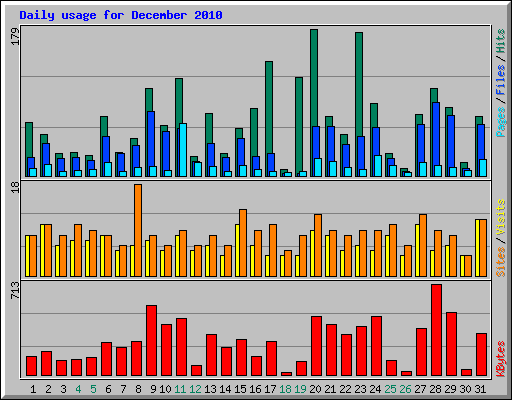 Daily usage for December 2010
179
Pages / Files / Hits
18
Sites / Visits
713
KBytes
1 2 3 4 5 6 7 8 9 10 11 12 13 14 15 16 17 18 19 20 21 22 23 24 25 26 27 28 29 30 31